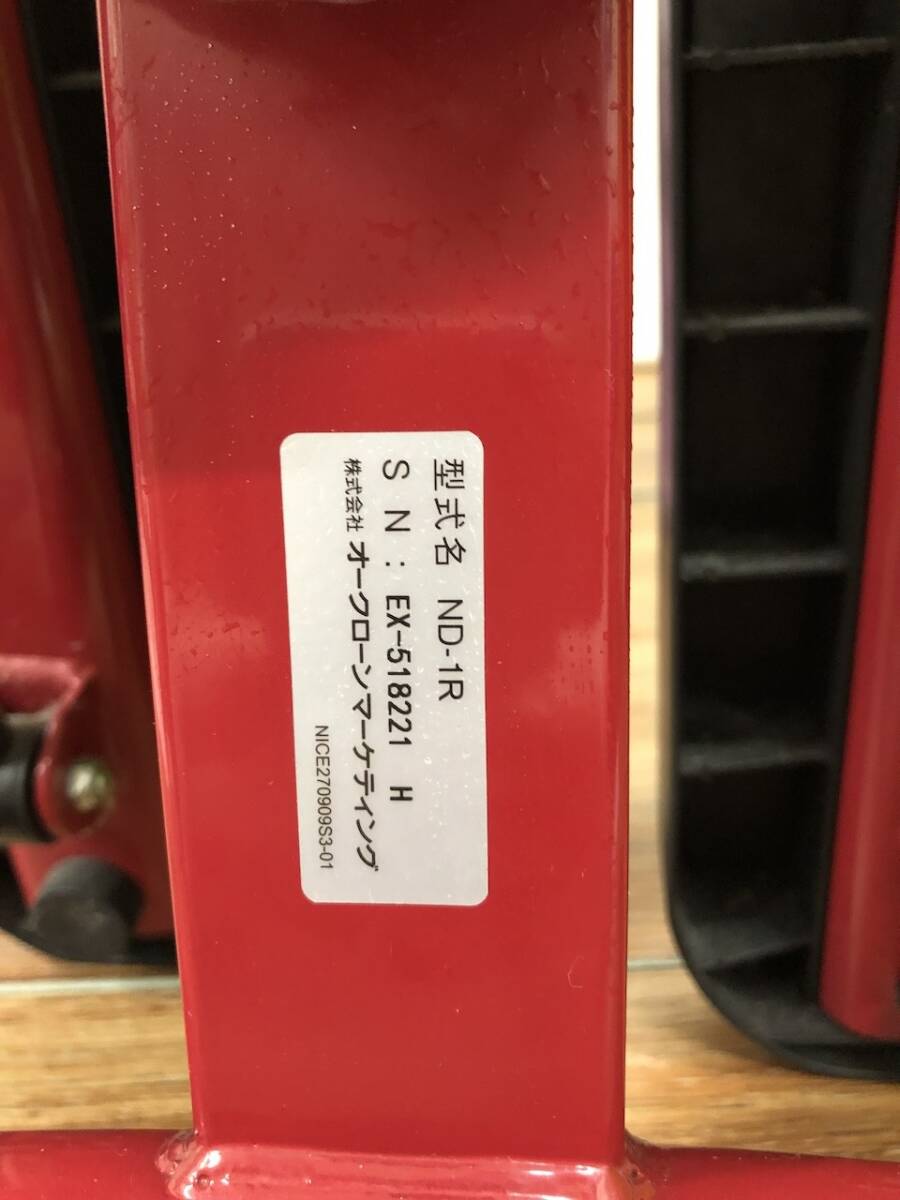 型式名 ND-1R
S N : EX-518221 H
株式会社 オークローンマーケティング
NICE270909S3-01